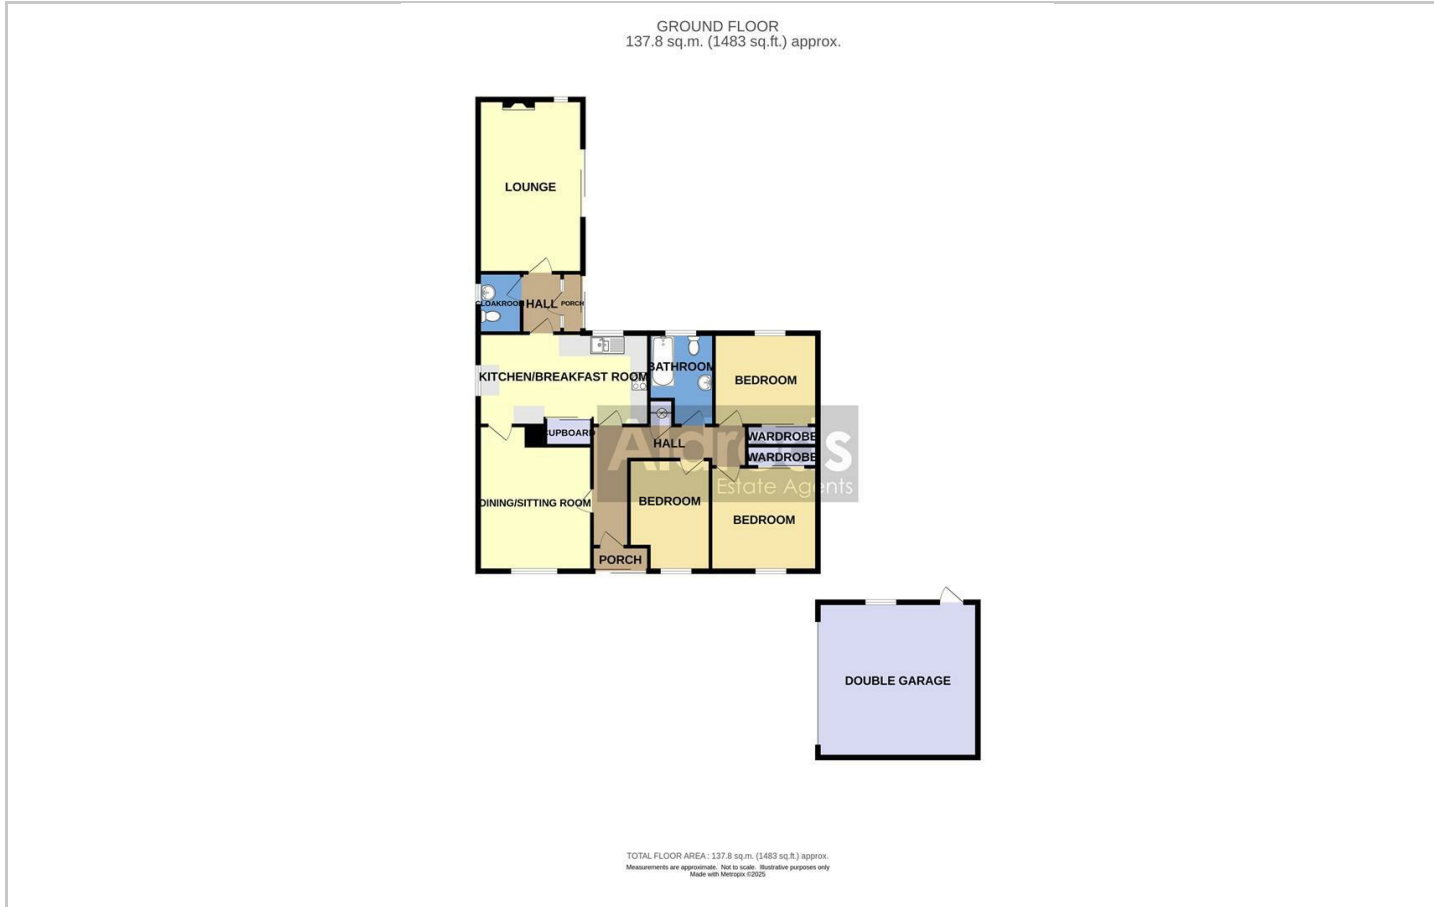 GROUND FLOOR
137.8 sq.m. (1483 sq.ft.) approx.
LOUNGE
CLOAKROOM
HALL
PORCH
KITCHEN/BREAKFAST ROOM
BATHROOM
BEDROOM
CUPBOARD
HALL
WARDROBE
WARDROBE
Estate Agents
DINING/SITTING ROOM
BEDROOM
BEDROOM
PORCH
DOUBLE GARAGE
TOTAL FLOOR AREA : 137.8 sq.m. (1483 sq.ft.) approx.
Measurements are approximate. Not to scale. Illustrative purposes only
Made with Metropix ©2025